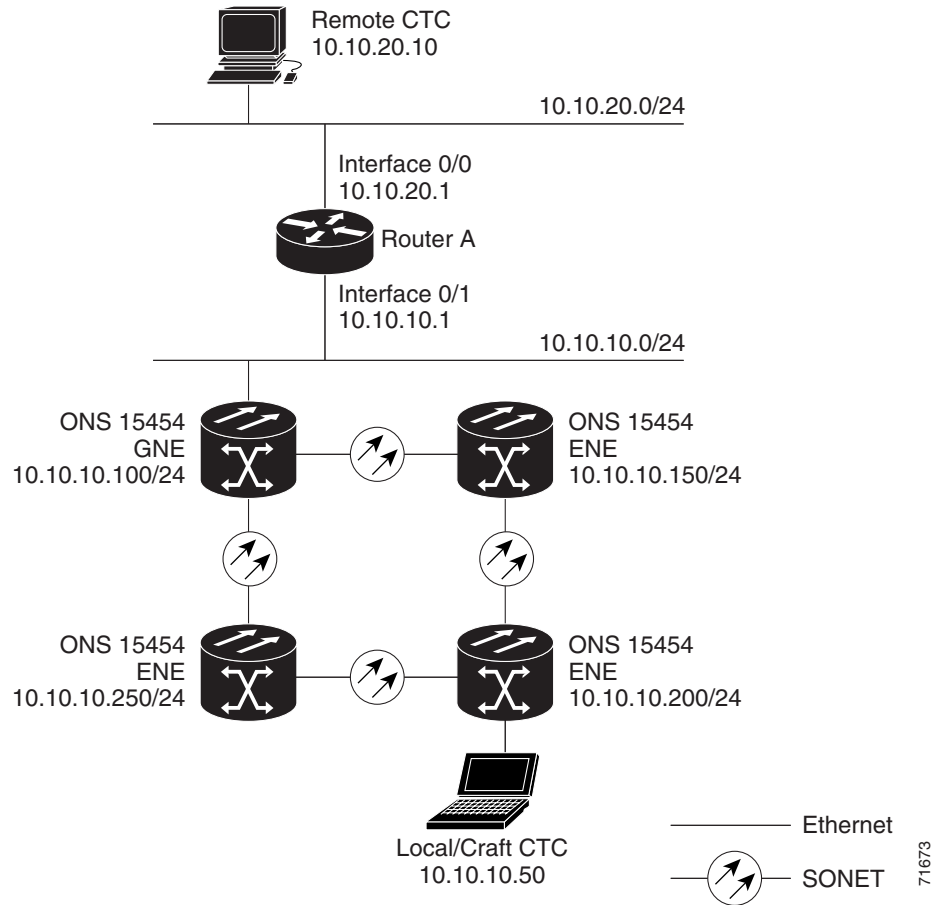 Remote CTC
10.10.20.10
10.10.20.0/24
Interface 0/0
10.10.20.1
Router A
Interface 0/1
10.10.10.1
10.10.10.0/24
ONS 15454
GNE
10.10.10.100/24
ONS 15454
ENE
10.10.10.150/24
ONS 15454
ENE
10.10.10.250/24
ONS 15454
ENE
10.10.10.200/24
Local/Craft CTC
10.10.10.50
Ethernet
SONET
71673